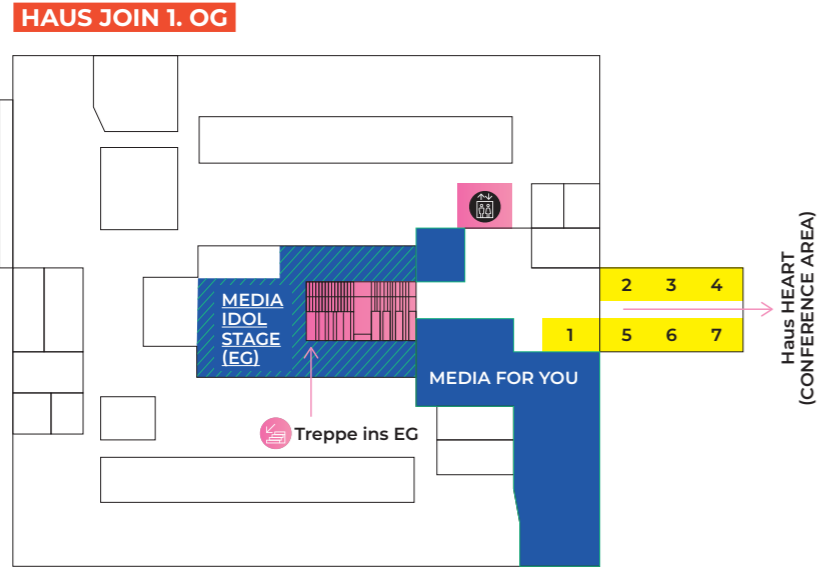 HAUS JOIN 1. OG
MEDIA
IDOL
STAGE
(EG)
2 3 4
1 5 6 7
MEDIA FOR YOU
Treppe ins EG
Haus HEART
(CONFERENCE AREA)